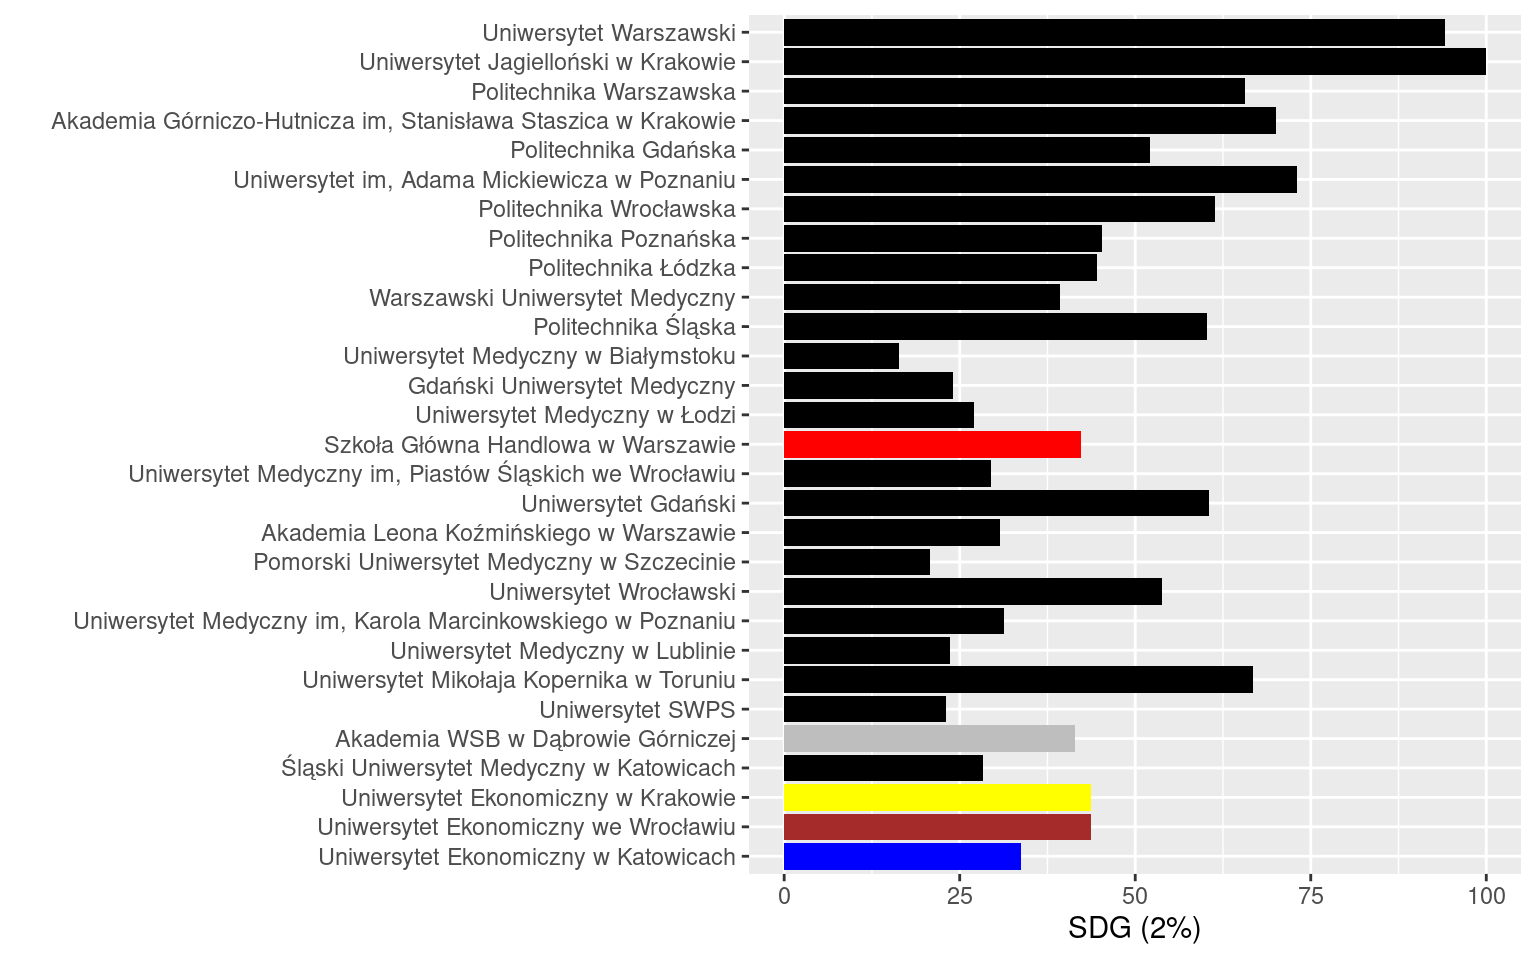 Uniwersytet Warszawski
Uniwersytet Jagielloński w Krakowie
Politechnika Warszawska
Akademia Górniczo-Hutnicza im, Stanisława Staszica w Krakowie
Politechnika Gdańska
Uniwersytet im, Adama Mickiewicza w Poznaniu
Politechnika Wrocławska
Politechnika Poznańska
Politechnika Łódzka
Warszawski Uniwersytet Medyczny
Politechnika Śląska
Uniwersytet Medyczny w Białymstoku
Gdański Uniwersytet Medyczny
Uniwersytet Medyczny w Łodzi
Szkoła Główna Handlowa w Warszawie
Uniwersytet Medyczny im, Piastów Śląskich we Wrocławiu
Uniwersytet Gdański
Akademia Leona Koźmińskiego w Warszawie
Pomorski Uniwersytet Medyczny w Szczecinie
Uniwersytet Wrocławski
Uniwersytet Medyczny im, Karola Marcinkowskiego w Poznaniu
Uniwersytet Medyczny w Lublinie
Uniwersytet Mikołaja Kopernika w Toruniu
Uniwersytet SWPS
Akademia WSB w Dąbrowie Górniczej
Śląski Uniwersytet Medyczny w Katowicach
Uniwersytet Ekonomiczny w Krakowie
Uniwersytet Ekonomiczny we Wrocławiu
Uniwersytet Ekonomiczny w Katowicach
0 25 50 75 100
SDG (2%)